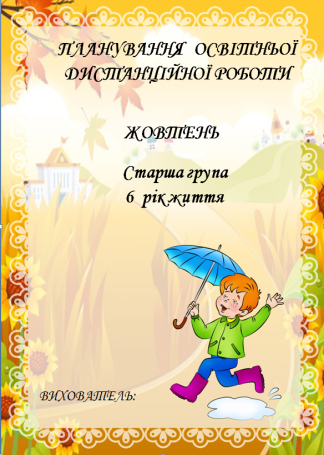 ПЛАНУВАННЯ ОСВІТНЬОЇ
ДИСТАНЦІЙНОЇ РОБОТИ
ЖОВТЕНЬ
Старша група
6 рік життя
ВИХОВАТЕЛЬ: